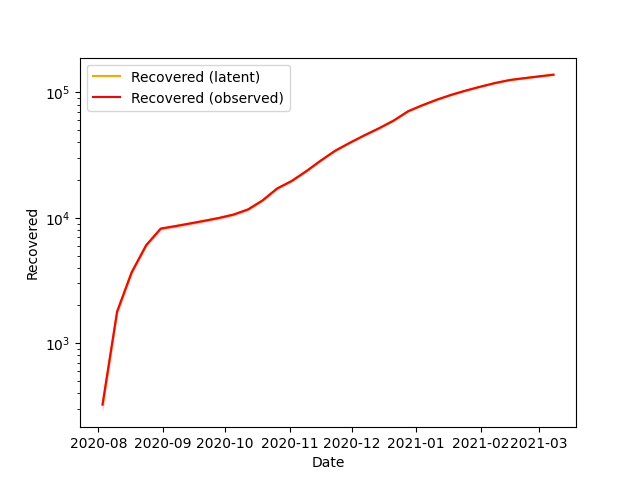 Recovered (latent)
Recovered (observed)
10⁵
10⁴
10³
Recovered
2020-08 2020-09 2020-10 2020-11 2020-12 2021-01 2021-02 2021-03
Date